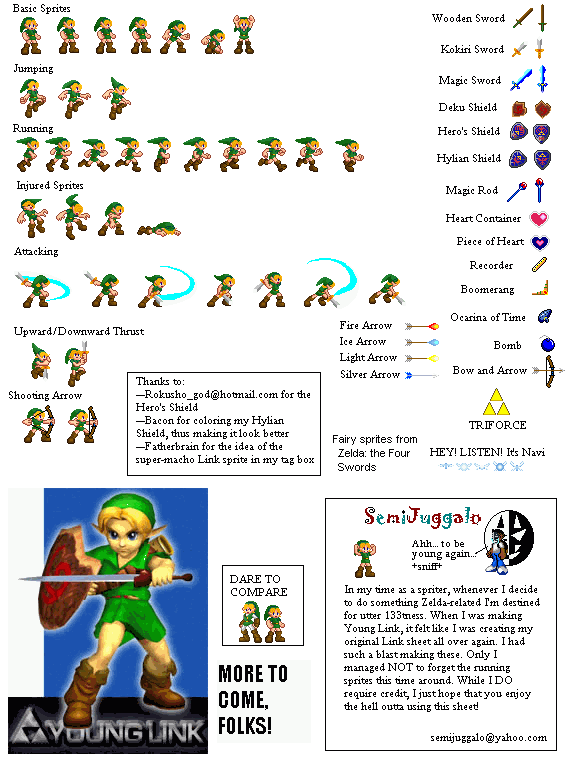 Basic Sprites
Jumping
Running
Injured Sprites
Attacking
Upward/Downward Thrust
Shooting Arrow
Wooden Sword
Kokiri Sword
Magic Sword
Deku Shield
Hero's Shield
Hylian Shield
Magic Rod
Heart Container
Piece of Heart
Recorder
Boomerang
Ocarina of Time
Bomb
Bow and Arrow
Fire Arrow
Ice Arrow
Light Arrow
Silver Arrow
TRIFORCE
Fairy sprites from
Zelda: the Four
Swords
HEY! LISTEN! It's Navi
Thanks to:
—Rokusho_god@hotmail.com for the
Hero's Shield
—Bacon for coloring my Hylian
Shield, thus making it look better
—Fatherbrain for the idea of the
super-macho Link sprite in my tag box
YOUNG LINK
DARE TO
COMPARE
MORE TO
COME,
FOLKS!
SemiJuggalo
Ahh... to be
young again...
*sniff*
In my time as a spriter, whenever I
decide to do something Zelda-related I'm destined
for utter 133tness. When I was making
Young Link, it felt like I was creating my
original Link sheet all over again. I had
such a blast making these. Only I
managed NOT to forget the running
sprites this time around. While I DO
require credit, I just hope that you enjoy
the hell outta using this sheet!
semijuggalo@yahoo.com